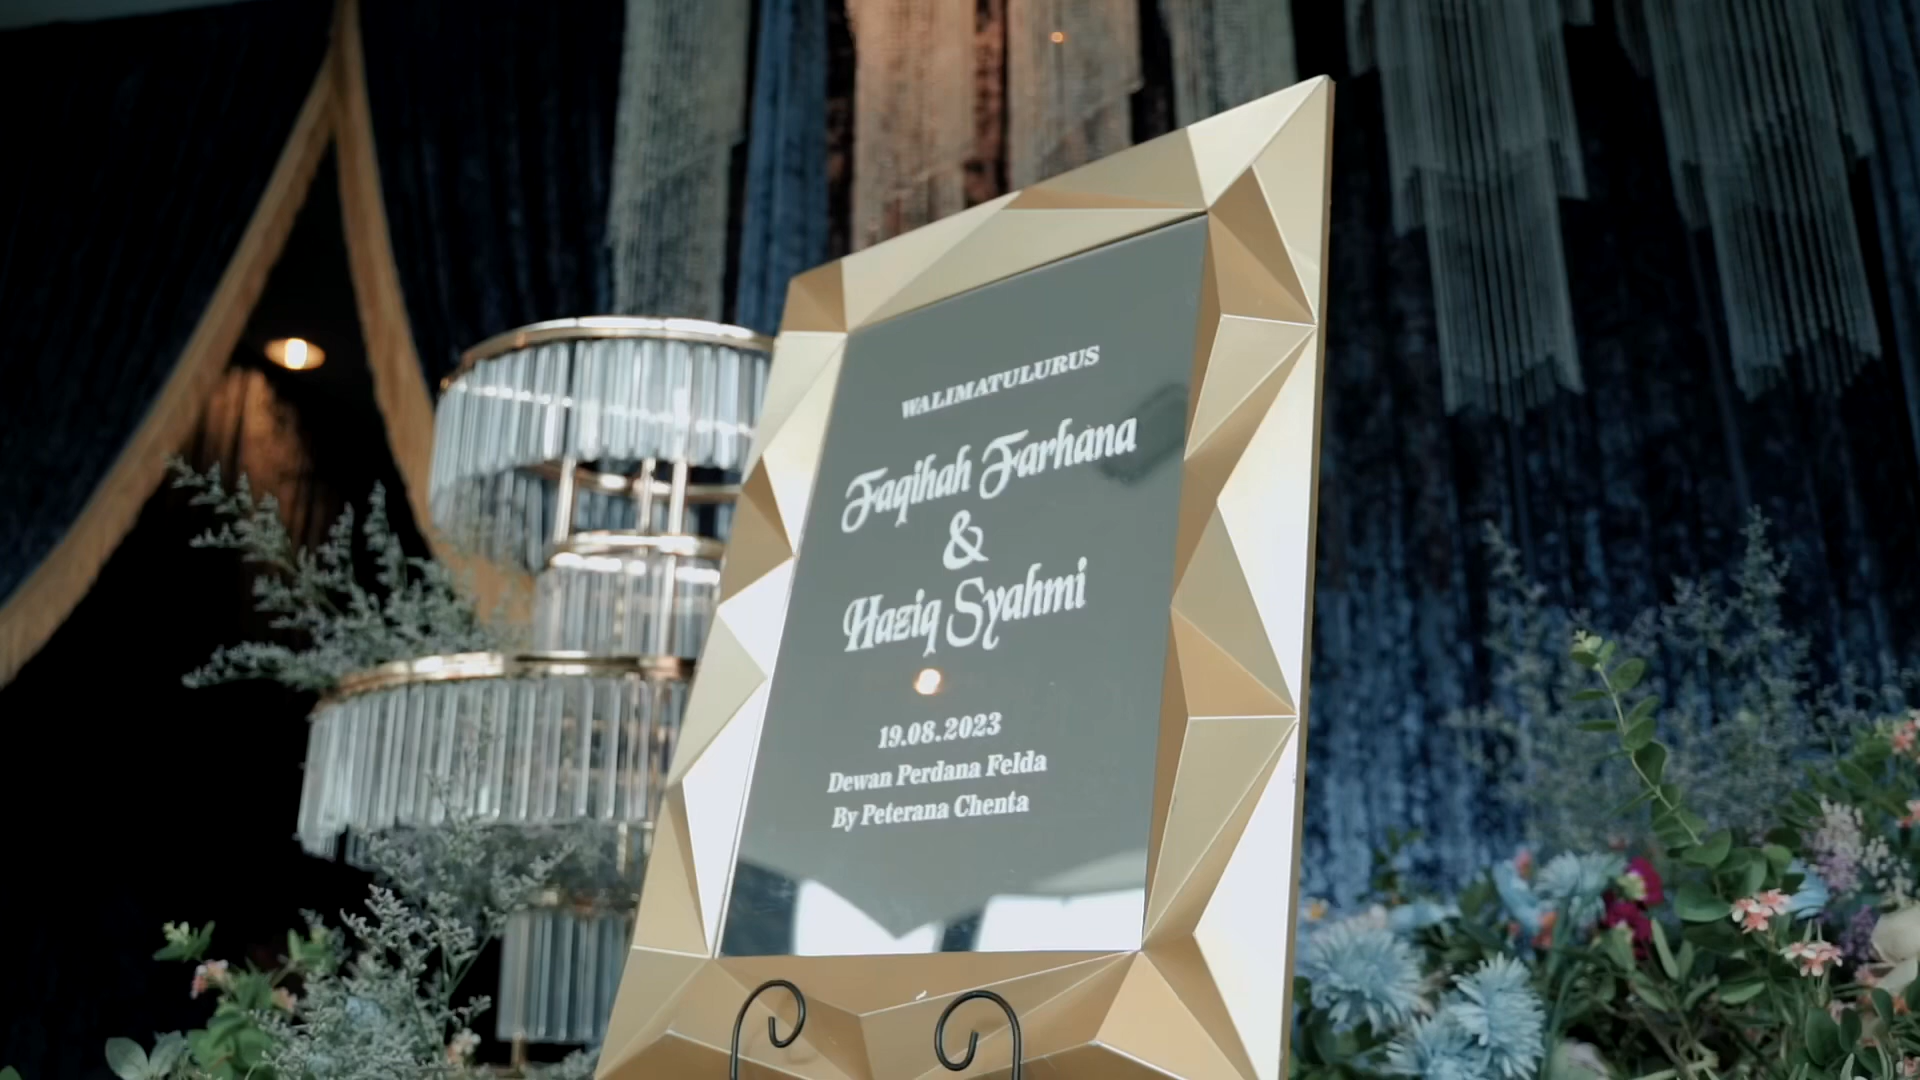 WALIMATULURUS
Faqihah Farhana
&
Haziq Syahmi
19.08.2023
Dewan Perdana Felda
By Peterana Chenta